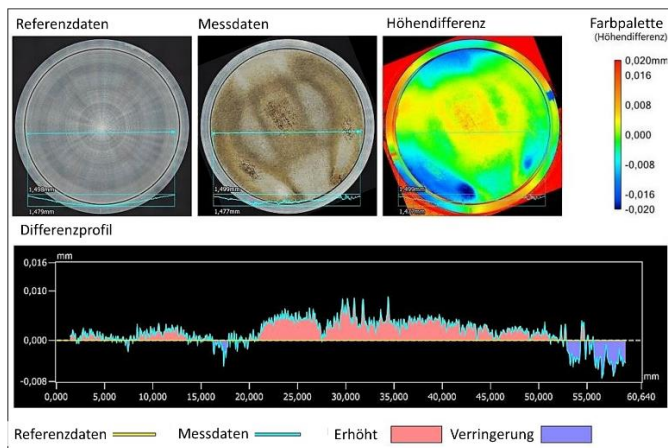 Referenzdaten
Messdaten
Höhendifferenz
Farbpalette
(Höhendifferenz)
1,498mm
1,479mm
1,499mm
1,477mm
1,499mm
0,020mm
0,016
0,008
0,000
-0,008
-0,016
-0,020
Differenzprofil
mm
0,016
0,010
0,000
-0,008
mm
0,000
5,000
10,000
15,000
20,000
25,000
30,000
35,000
40,000
45,000
50,000
55,000
60,640
Referenzdaten
Messdaten
Erhöht
Verringerung